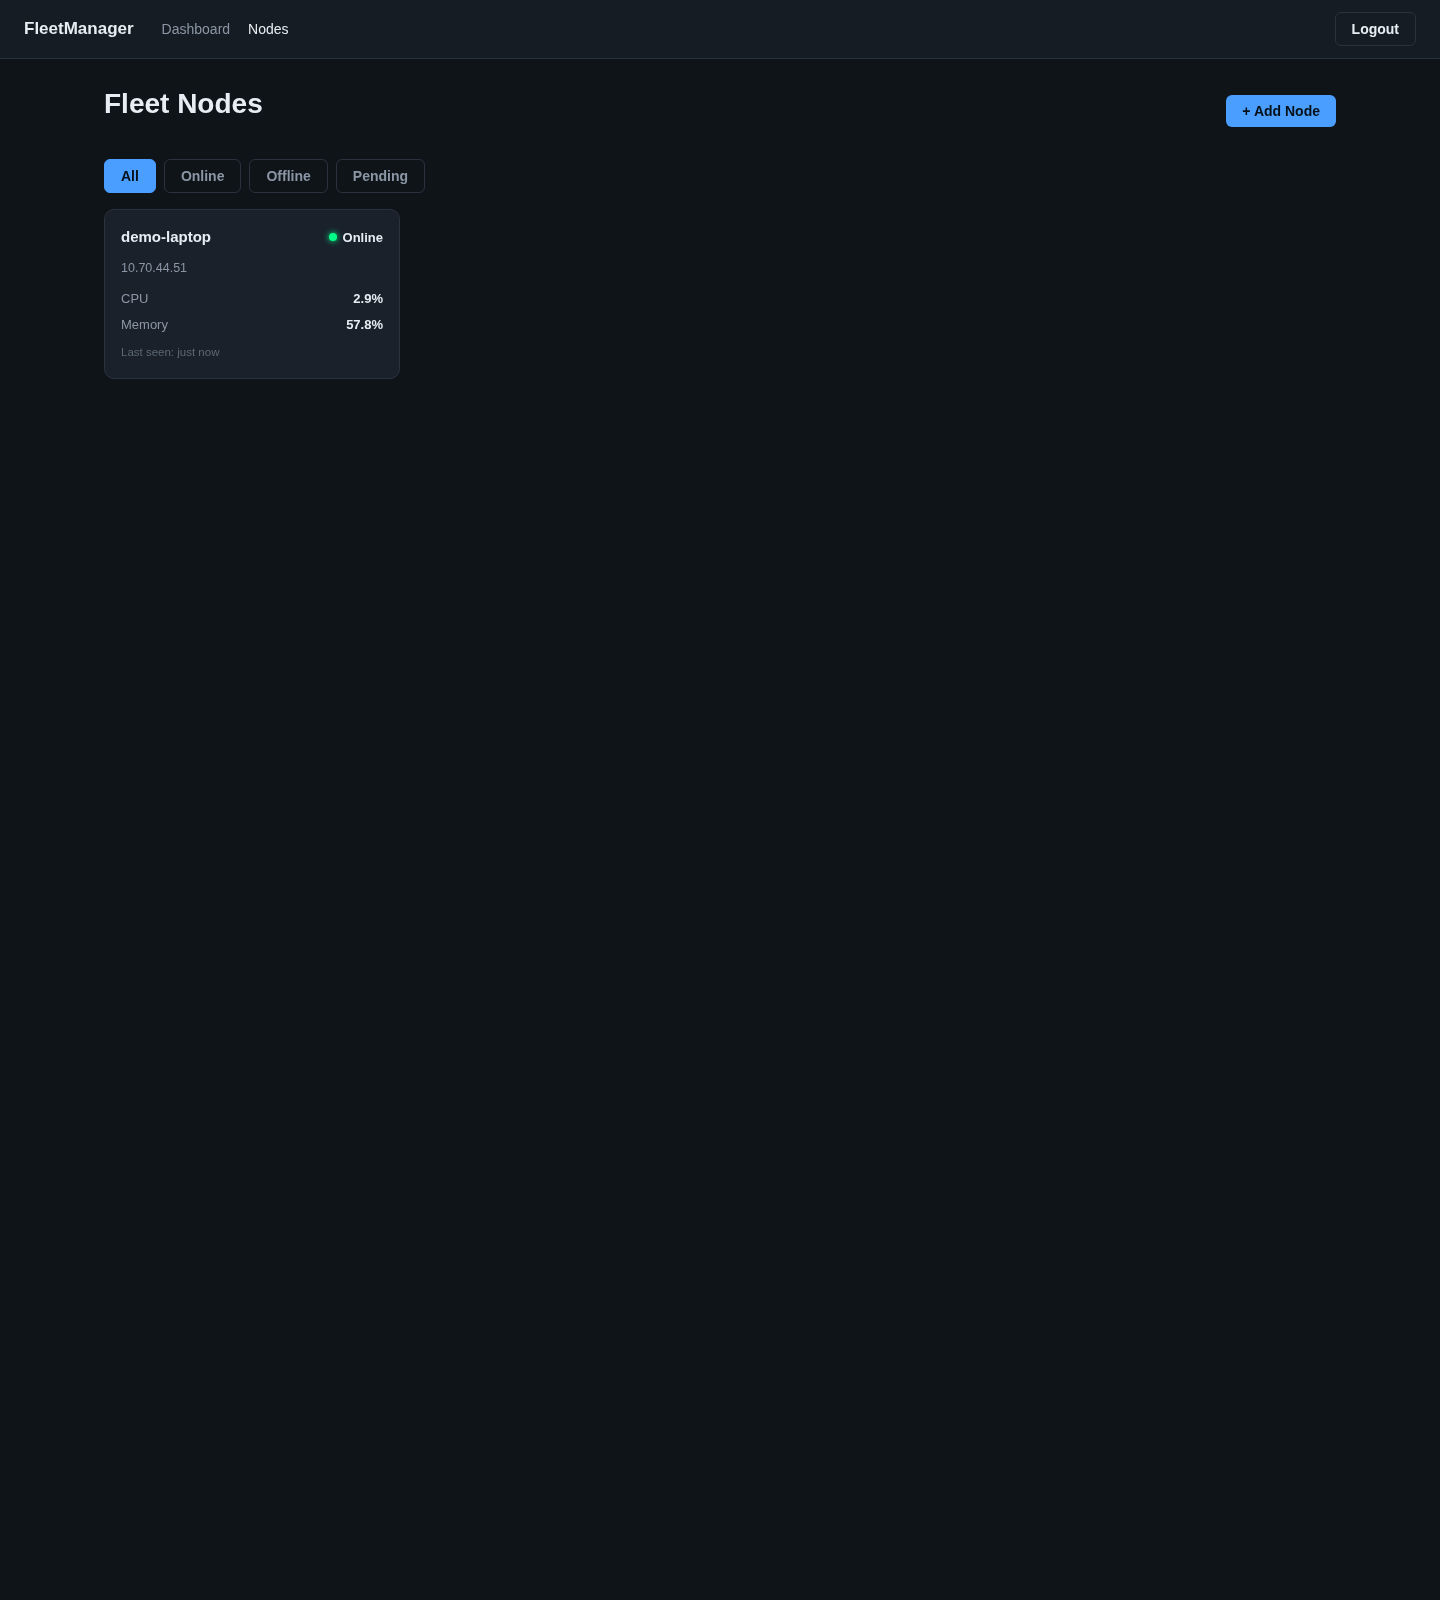 FleetManager Dashboard Nodes Logout
Fleet Nodes
+ Add Node
All Online Offline Pending
demo-laptop Online
10.70.44.51
CPU 2.9%
Memory 57.8%
Last seen: just now